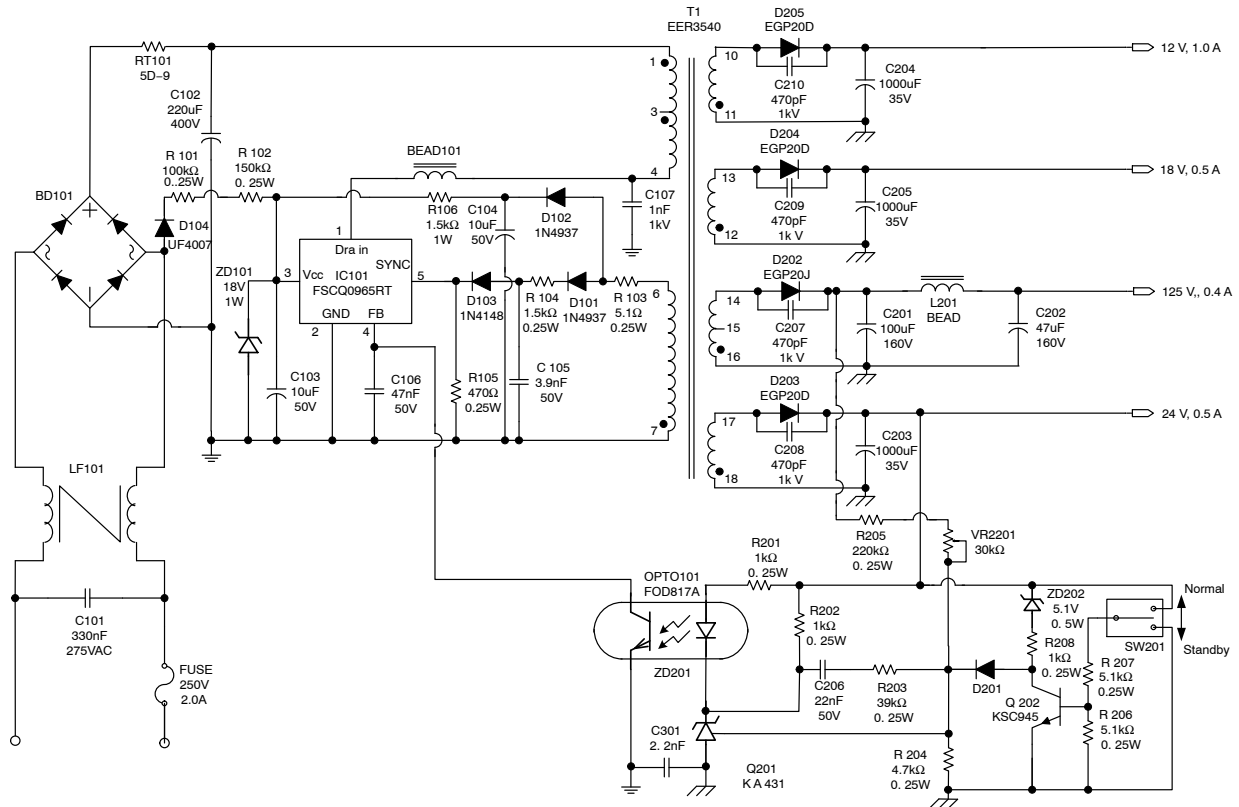 T1
EER3540
D205
EGP20D
RT101
5D−9
C102
220uF
400V
1
3
4
10
11
C210
470pF
1kV
C204
1000uF
35V
12 V, 1.0 A
BEAD101
D204
EGP20D
13
12
C209
470pF
1k V
C205
1000uF
35V
18 V, 0.5 A
BD101
R 101
100kΩ
0..25W
R 102
150kΩ
0. 25W
D104
UF4007
R106
1.5kΩ
1W
C104
10uF
50V
D102
1N4937
C107
1nF
1kV
1
Dra in
SYNC
Vcc
IC101
FSCQ0965RT
GND
FB
3
5
2
4
ZD101
18V
1W
D103
1N4148
R 104
1.5kΩ
0.25W
D101
1N4937
R 103
5.1Ω
0.25W
6
7
D202
EGP20J
14
15
16
C207
470pF
1k V
C201
100uF
160V
L201
BEAD
C202
47uF
160V
125 V,, 0.4 A
C103
10uF
50V
C106
47nF
50V
R105
470Ω
0.25W
C 105
3.9nF
50V
D203
EGP20D
17
18
C208
470pF
1k V
C203
1000uF
35V
24 V, 0.5 A
LF101
C101
330nF
275VAC
FUSE
250V
2.0A
R205
220kΩ
0. 25W
VR2201
30kΩ
R201
1kΩ
0. 25W
OPTO101
FOD817A
R202
1kΩ
0. 25W
ZD201
C206
22nF
50V
R203
39kΩ
0. 25W
D201
ZD202
5.1V
0. 5W
R208
1kΩ
0. 25W
Normal
SW201
Standby
R 207
5.1kΩ
0.25W
Q 202
KSC945
R 206
5.1kΩ
0. 25W
C301
2. 2nF
Q201
K A 431
R 204
4.7kΩ
0. 25W